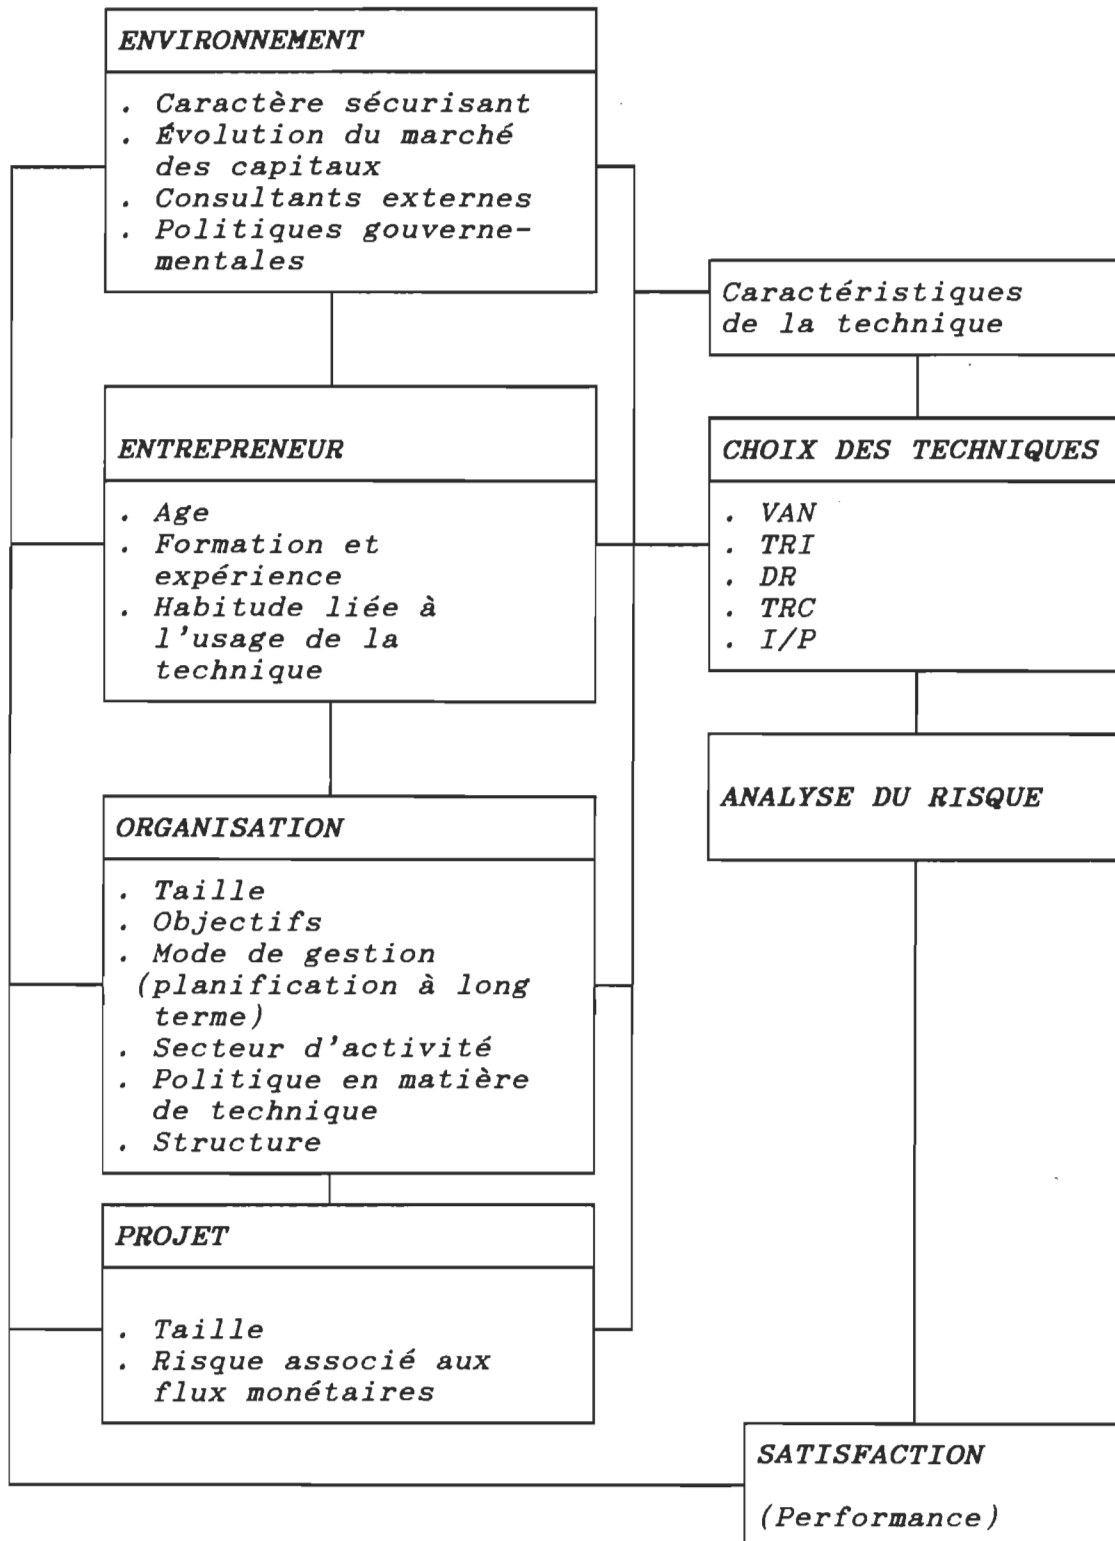 ENVIRONNEMENT
. Caractère sécurisant
. Évolution du marché
des capitaux
. Consultants externes
. Politiques gouverne-
mentales
ENTREPRENEUR
. Age
. Formation et
expérience
. Habitude liée à
l'usage de la
technique
ORGANISATION
. Taille
. Objectifs
. Mode de gestion
(planification à long
terme)
. Secteur d'activité
. Politique en matière
de technique
. Structure
PROJET
. Taille
. Risque associé aux
flux monétaires
Caractéristiques
de la technique
CHOIX DES TECHNIQUES
. VAN
. TRI
. DR
. TRC
. I/P
ANALYSE DU RISQUE
SATISFACTION
(Performance)